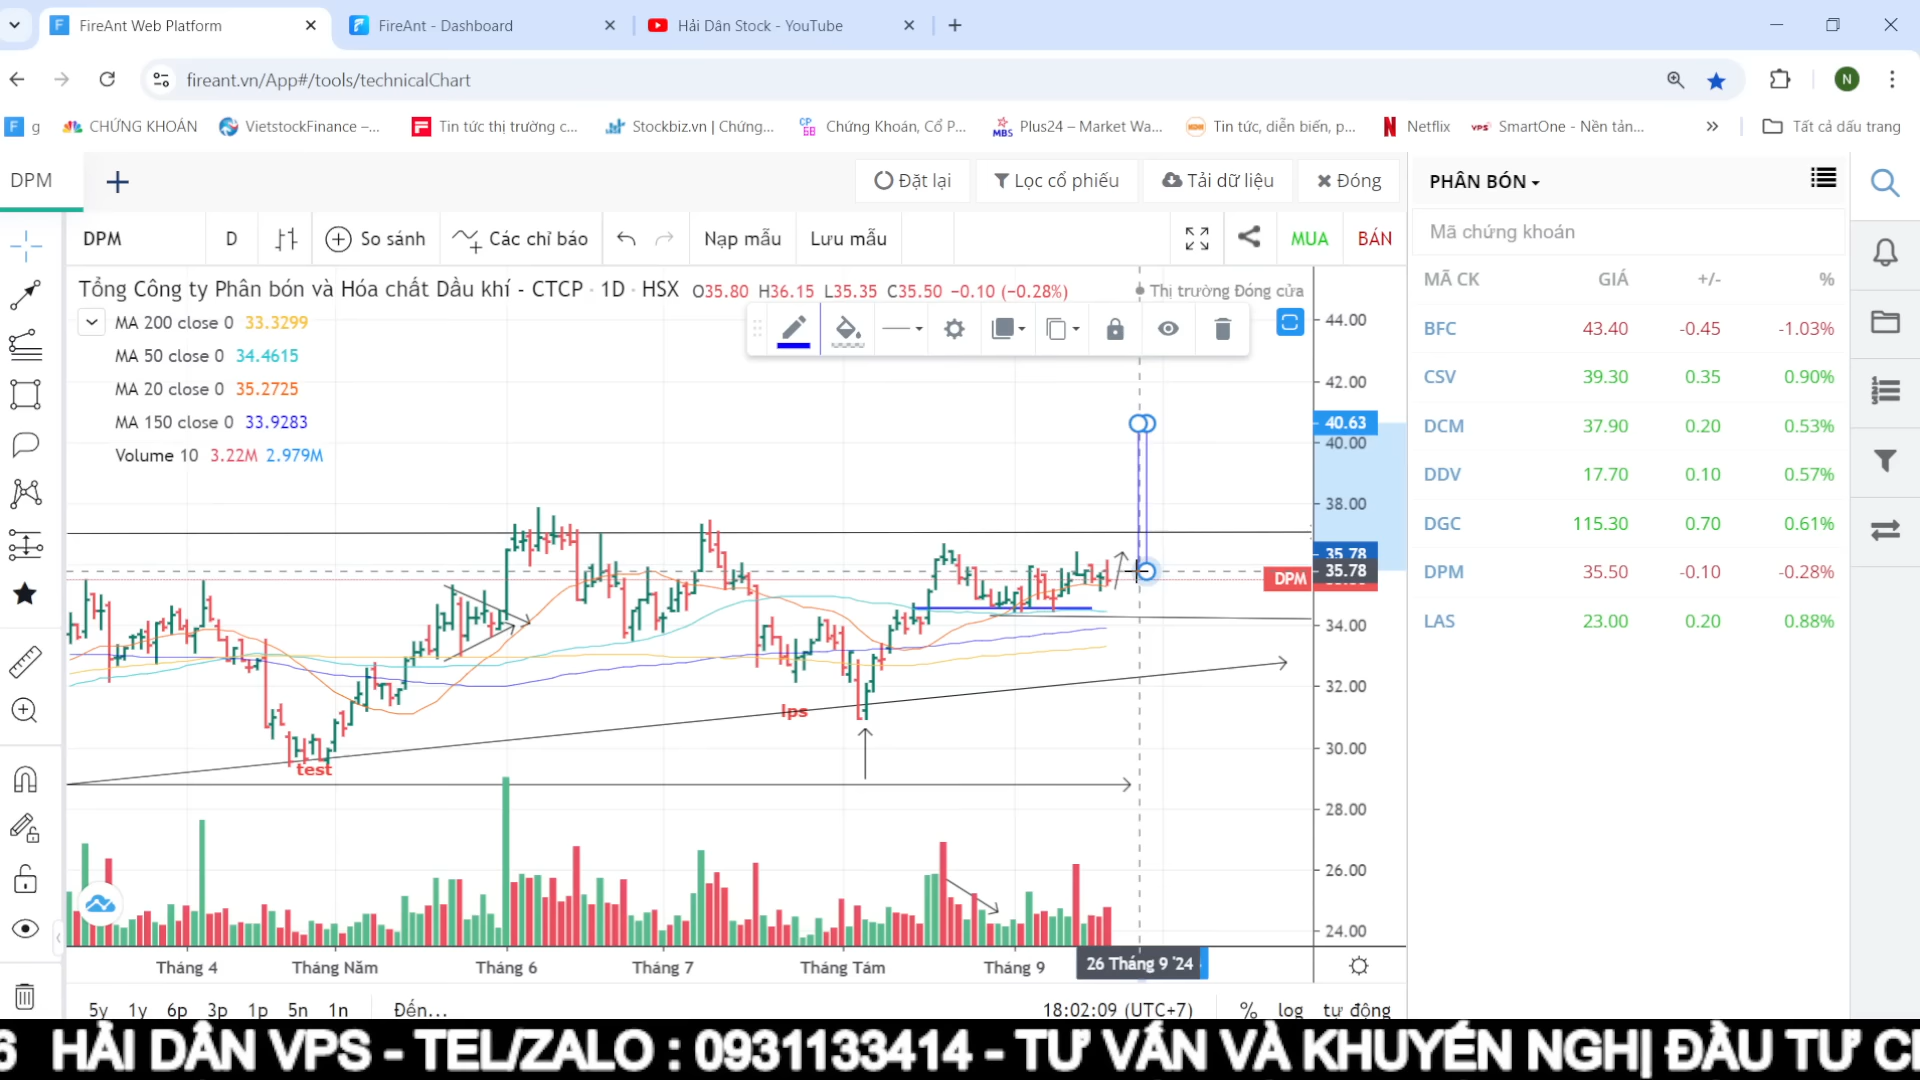 FireAnt Web Platform
FireAnt - Dashboard
Hải Dân Stock - YouTube
fireant.vn/App#/tools/technicalChart
N
g
CHỨNG KHOÁN
VietstockFinance –...
Tin tức thị trường c...
Stockbiz.vn | Chứng...
Chứng Khoán, Cổ P...
Plus24 – Market Wa...
Tin tức, diễn biến, p...
Netflix
SmartOne - Nền tản...
Tất cả dấu trang
DPM
Đặt lại
Lọc cổ phiếu
Tải dữ liệu
Đóng
PHÂN BÓN
DPM
D
So sánh
Các chỉ báo
Nạp mẫu
Lưu mẫu
MUA
BÁN
Mã chứng khoán
Tổng Công ty Phân bón và Hóa chất Dầu khí - CTCP · 1D · HSX O35.80 H36.15 L35.35 C35.50 −0.10 (−0.28%)
Thị trường Đóng cửa
MA 200 close 0 33.3299
MA 50 close 0 34.4615
MA 20 close 0 35.2725
MA 150 close 0 33.9283
Volume 10 3.22M 2.979M
44.00
42.00
40.63
40.00
38.00
35.78
35.78
DPM
34.00
32.00
30.00
28.00
26.00
24.00
lps
test
MÃ CK GIÁ +/- %
BFC 43.40 -0.45 -1.03%
CSV 39.30 0.35 0.90%
DCM 37.90 0.20 0.53%
DDV 17.70 0.10 0.57%
DGC 115.30 0.70 0.61%
DPM 35.50 -0.10 -0.28%
LAS 23.00 0.20 0.88%
Tháng 4
Tháng Năm
Tháng 6
Tháng 7
Tháng Tám
Tháng 9
26 Tháng 9 '24
5y 1y 6p 3p 1p 5n 1n
Đến...
18:02:09 (UTC+7)
% log tự động
6 HẢI DÂN VPS - TEL/ZALO : 0931133414 - TƯ VẤN VÀ KHUYẾN NGHỊ ĐẦU TƯ C